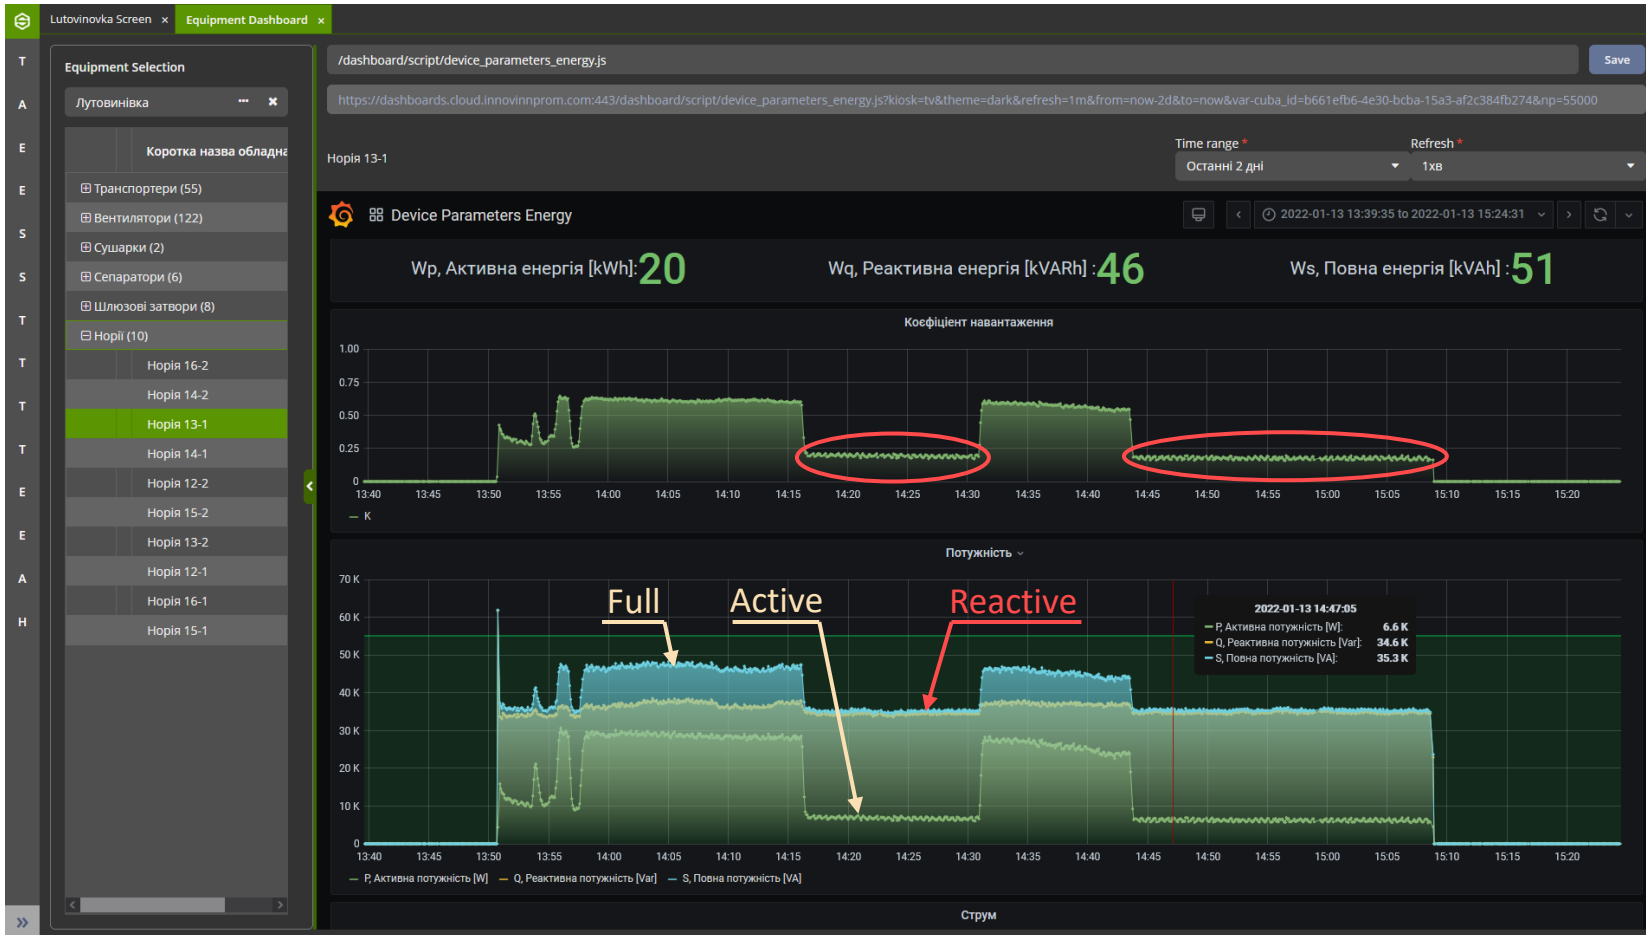 Lutovinovka Screen ×
Equipment Dashboard ×
T
A
E
E
S
S
T
T
T
T
E
E
A
H
»
Equipment Selection
Лутовинівка ··· ✖
Коротка назва обладна
Транспортери (55)
Вентилятори (122)
Сушарки (2)
Сепаратори (6)
Шлюзові затвори (8)
Норії (10)
Норія 16-2
Норія 14-2
Норія 13-1
Норія 14-1
Норія 12-2
Норія 15-2
Норія 13-2
Норія 12-1
Норія 16-1
Норія 15-1
/dashboard/script/device_parameters_energy.js
Save
https://dashboards.cloud.innovinnprom.com:443/dashboard/script/device_parameters_energy.js?kiosk=tv&theme=dark&refresh=1m&from=now-2d&to=now&var-cuba_id=b661efb6-4e30-bcba-15a3-af2c384fb274&np=55000
Норія 13-1
Time range *
Останні 2 дні
Refresh *
1хв
Device Parameters Energy
2022-01-13 13:39:35 to 2022-01-13 15:24:31
Wp, Активна енергія [kWh]: 20
Wq, Реактивна енергія [kVARh] : 46
Ws, Повна енергія [kVAh] : 51
Коєфіціент навантаження
1.00
0.75
0.50
0.25
0
13:40 13:45 13:50 13:55 14:00 14:05 14:10 14:15 14:20 14:25 14:30 14:35 14:40 14:45 14:50 14:55 15:00 15:05 15:10 15:15 15:20
K
Потужність
70 K
60 K
50 K
40 K
30 K
20 K
10 K
0
Full
Active
Reactive
2022-01-13 14:47:05
P, Активна потужність [W]: 6.6 K
Q, Реактивна потужність [Var]: 34.6 K
S, Повна потужність [VA]: 35.3 K
13:40 13:45 13:50 13:55 14:00 14:05 14:10 14:15 14:20 14:25 14:30 14:35 14:40 14:45 14:50 14:55 15:00 15:05 15:10 15:15 15:20
P, Активна потужність [W] Q, Реактивна потужність [Var] S, Повна потужність [VA]
Струм